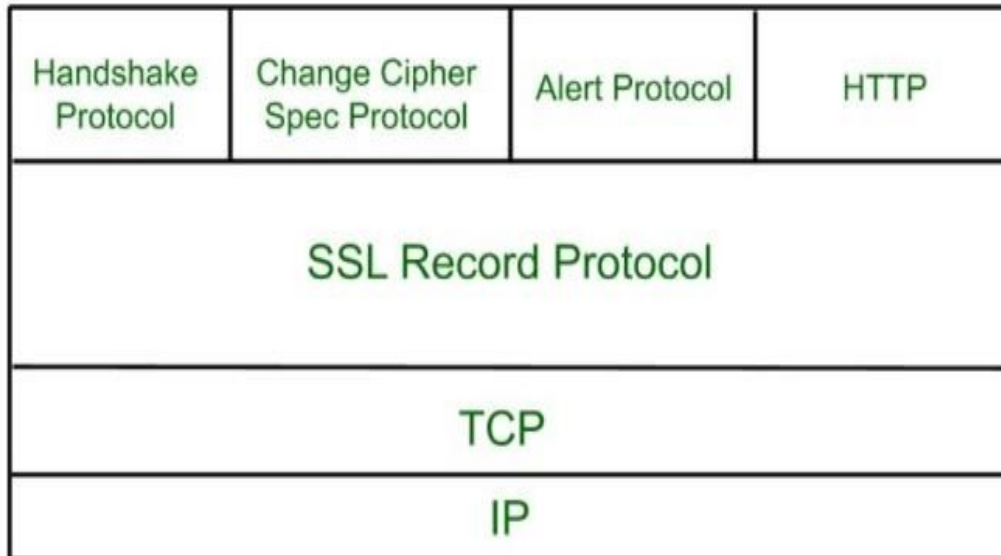 Handshake
Protocol
Change Cipher
Spec Protocol
Alert Protocol
HTTP
SSL Record Protocol
TCP
IP